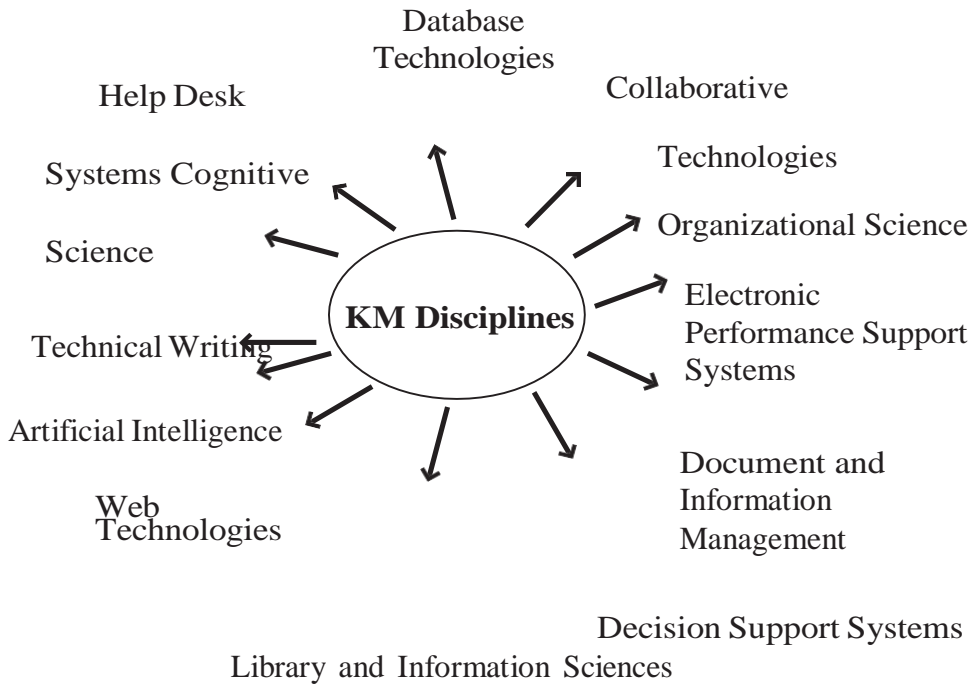 Database
Technologies
Help Desk
Collaborative
Systems Cognitive
Technologies
Science
Organizational Science
KM Disciplines
Electronic
Performance Support
Systems
Technical Writing
Artificial Intelligence
Document and
Information
Management
Web
Technologies
Decision Support Systems
Library and Information Sciences